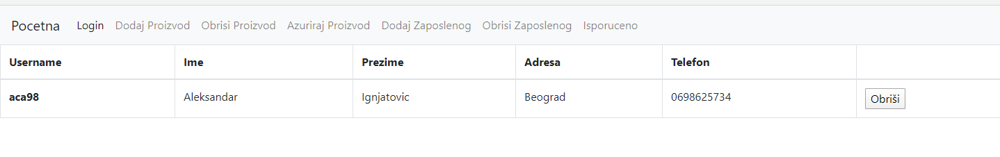 Pocetna Login Dodaj Proizvod Obrisi Proizvod Azuriraj Proizvod Dodaj Zaposlenog Obrisi Zaposlenog Isporuceno
Username Ime Prezime Adresa Telefon
aca98 Aleksandar Ignjatovic Beograd 0698625734 Obriši